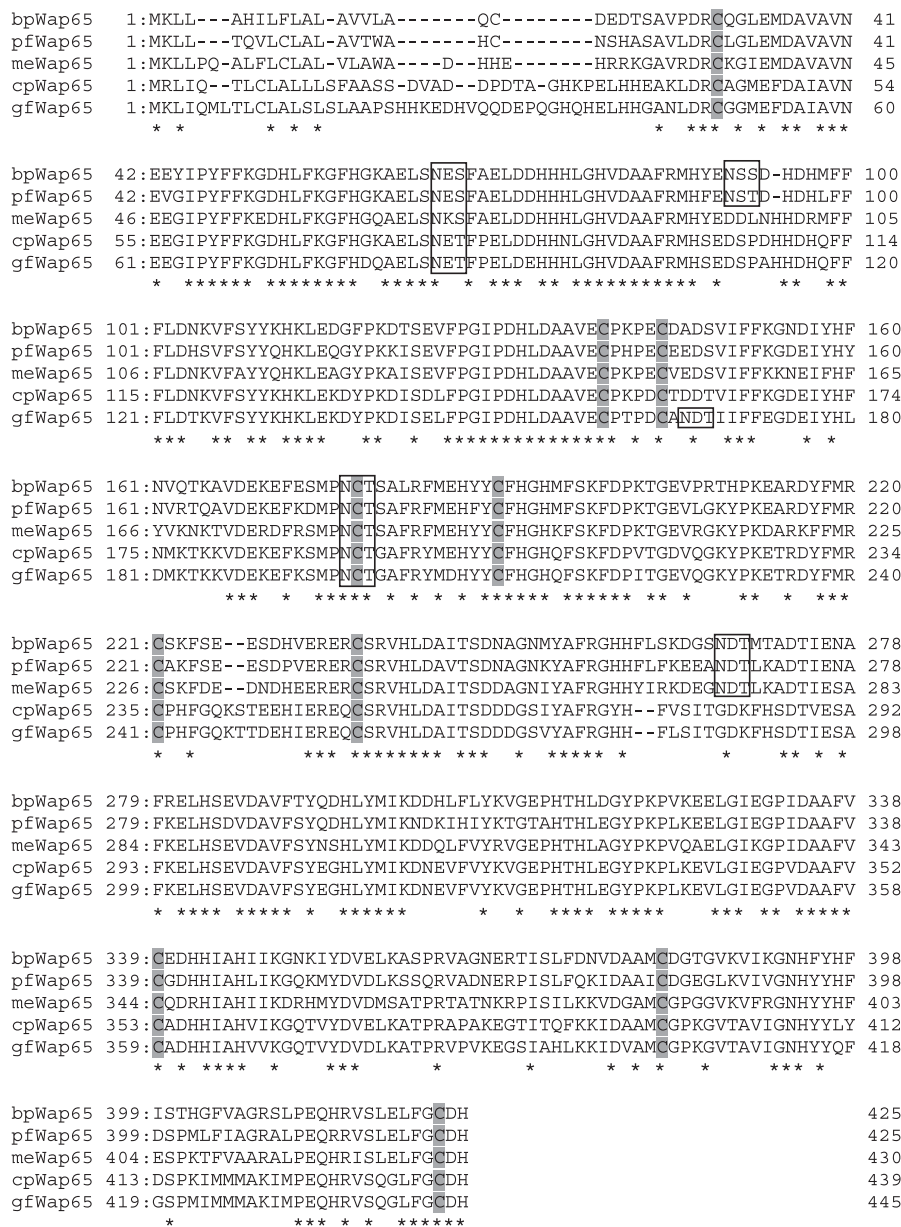 bpWap65 1:MKLL---AHILFLAL-AVVLA-------QC-------DEDTSAVPDRCQGLEMDAVAVN 41
pfWap65 1:MKLL---TQVLCLAL-AVTWA-------HC-------NSHASAVLDRCLGLEMDAVAVN 41
meWap65 1:MKLLPQ-ALFLCLAL-VLAWA----D--HHE------HRRKGAVRDRCKGIEMDAVAVN 45
cpWap65 1:MRLIQ--TLCLALLLSFLAASS-DVAD--DPDTA-GHKPELHHEAKLDRCAGMEFDAIAVN 54
gfWap65 1:MKLIQMLTLCLALSLSLAAPSHHKEDHVQQDEPQGHQHELHHGANLDRCGGMEFDAIAVN 60
* * * * * * *** * * ** ***
bpWap65 42:EEYIPYFFKGDHLFKGFHGKAELSNESFAELDDHHHLGHVDAAFRMHYENSSD-HDHMFF 100
pfWap65 42:EVGIPYFFKGDHLFKGFHGKAELSNESFAELDDHHHLGHVDAAFRMHFENSTD-HDHLFF 100
meWap65 46:EEGIPYFFKEDHLFKGFHGQAELSNKSFAELDDHHHLGHVDAAFRMHYEDDLNHHDRMFF 105
cpWap65 55:EEGIPYFFKGDHLFKGFHGKAELSNETFPELDDHHNLGHVDAAFRMHSEDSPDHHDHQFF 114
gfWap65 61:EEGIPYFFKGDHLFKGFHDQAELSNETFPELDEHHHLGHVDAAFRMHSEDSPAHHDHQFF 120
* ****** ******** ***** * *** ** *********** * ** **
bpWap65 101:FLDNKVFSYYKHKLEDGFPKDTSEVFPGIPDHLDAAVECPKPECDADSVIFFKGNDIYHF 160
pfWap65 101:FLDHSVFSYYQHKLEQGYPKKISEVFPGIPDHLDAAVECPHPECEEDSVIFFKGDEIYHY 160
meWap65 106:FLDNKVFAYYQHKLEAGYPKAISEVFPGIPDHLDAAVECPKPECVEDSVIFFKKNEIFHF 165
cpWap65 115:FLDNKVFSYYKHKLEKDYPKDISDLFPGIPDHLDAAVECPKPDCTDDTVIFFKGDEIYHF 174
gfWap65 121:FLDTKVFSYYKHKLEKDYPKDISELFPGIPDHLDAAVECPTPDCANDTIIFFEGDEIYHL 180
*** ** ** **** ** * *************** * * * *** * *
bpWap65 161:NVQTKAVDEKEFESMPNCTSALRFMEHYYCFHGHMFSKFDPKTGEVPRTHPKEARDYFMR 220
pfWap65 161:NVRTQAVDEKEFKDMPNCTSAFRFMEHFYCFHGHMFSKFDPKTGEVLGKYPKEARDYFMR 220
meWap65 166:YVKNKTVDERDFRSMPNCTSAFRFMEHYYCFHGHMFSKFDPKTGEVRGYPKDARKFFMR 225
cpWap65 175:NMKTKKVDEKEFKSMPNCTGAFRYMEHYYCFHGHQFSKFDPVTGDVQGKYPKETRDYFMR 234
gfWap65 181:DMKTKKVDEKEFKSMPNCTGAFRYMDHYYCFHGHQFSKFDPITGEVQGKYPKETRDYFMR 240
*** * ***** * * * * ***** ****** ** * ** * ***
bpWap65 221:CSKFSE--ESDHVERERCSRVHLDAITSDNAGNMYAFRGHHFLSKDGSNDTMTADTIENA 278
pfWap65 221:CAKFSE--ESDPVERERCSRVHLDAVTSDNAGNIYAFRGHHFLFKEEANDTLKADTIENA 278
meWap65 226:CSKFDE--DNDHEERERCSRVHLDAITSDDAGNIYAFRGHHYIRKDEGNDTLKADTIESA 283
cpWap65 235:CPHFGQKSTEEHIEREQCSRVHLDAITSDDDGSIYAFRGYH--FVSITGDKFHSDTVESA 292
gfWap65 241:CPHFGQKTTDEHIEREQCSRVHLDAITSDDDGSVYAFRGHH--FLSITGDKFHSDTIESA 298
* * *** ******** *** * ***** * * ** * *
bpWap65 279:FRELHSEVDAVFTYQDHLYMIKDDHLFLYKVGEPHTHLDGYPKPVKEELGIEGPIDAAFV 338
pfWap65 279:FKELHSDVDAVFSYQDHLYMIKNDKIHIYKTGTAHTHLEGYPKPLKEELGIEGPIDAAFV 338
meWap65 284:FKELHSEVDAVFSYNSHLYMIKDDQLFVYRVGEPHTHLAGYPKPVQAELGIKGPIDAAFV 343
cpWap65 293:FKELHSEVDAVFSYEGHLYMIKDNEVFVYKVGEPHTHLEGYPKPLKEVLGIEGPVDAAFV 352
gfWap65 299:FKELHSEVDAVFSYEGHLYMIKDNEVFVYKVGEPHTHLEGYPKPLKEVLGIEGPVDAAFV 358
* **** ***** * ****** * * **** ***** *** ** *****
bpWap65 339:CEDHHIAHIIKGNKIYDVELKASPRVAGNERTISLFDNVDAAMCDGTGVKVIKGNHFYHF 398
pfWap65 339:CGDHHIAHLIKGQKMYDVDLKSSQRVADNERPISLFQKIDAAICDGEGLKVIVGNHYYHF 398
meWap65 344:CQDRHIAHIIKDRHMYDVDMSATPRTATNKRPISILKKVDGAMCGPGGVKVFRGNHYYHF 403
cpWap65 353:CADHHIAHVIKGQTVYDVELKATPRAPAKEGTITQFKKIDAAMCGPKGVTAVIGNHYYLY 412
gfWap65 359:CADHHIAHVVKGQTVYDVDLKATPRVPVKEGSIAHLKKIDVAMCGPKGVTAVIGNHYYQF 418
* * **** * *** * * * * * *** *
bpWap65 399:ISTHGFVAGRSLPEQHRVSLELFGCDH 425
pfWap65 399:DSPMLFIAGRALPEQRRVSLELFGCDH 425
meWap65 404:ESPKTFVAARALPEQHRISLELFGCDH 430
cpWap65 413:DSPKIMMMAKIMPEQHRVSQGLFGCDH 439
gfWap65 419:GSPMIMMMAKIMPEQHRVSQGLFGCDH 445
* *** * * ******